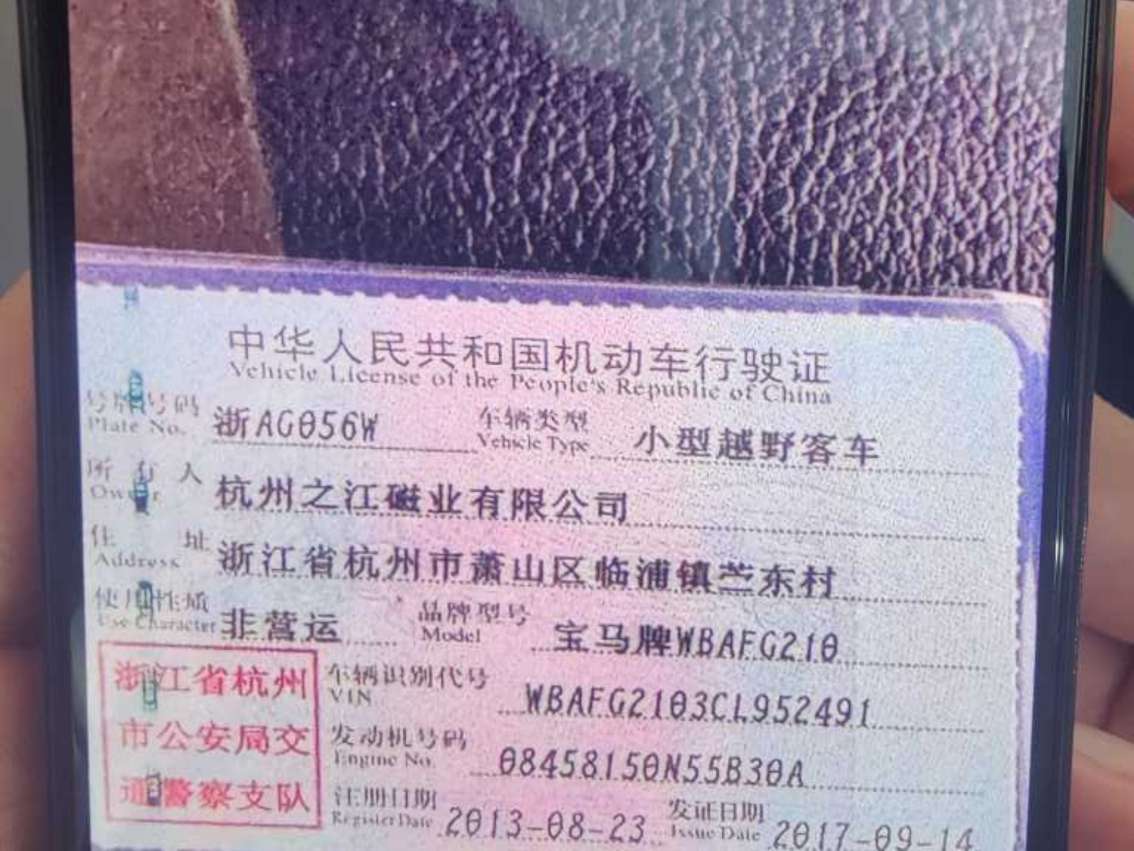 中华人民共和国机动车行驶证
Vehicle License of the People's Republic of China
号牌号码 浙AG056W 车辆类型 小型越野客车
Plate No. Vehicle Type
所有人 杭州之江磁业有限公司
Owner
住址 浙江省杭州市萧山区临浦镇苎东村
Address
使用性质 非营运 品牌型号 宝马牌WBAFG210
Use Character Model
浙江省杭州 车辆识别代号 WBAFG2103CL952491
VIN
市公安局交 发动机号码 08458150N55B30A
Engine No.
通警察支队 注册日期 2013-08-23 发证日期 2017-09-14
Register Date Issue Date